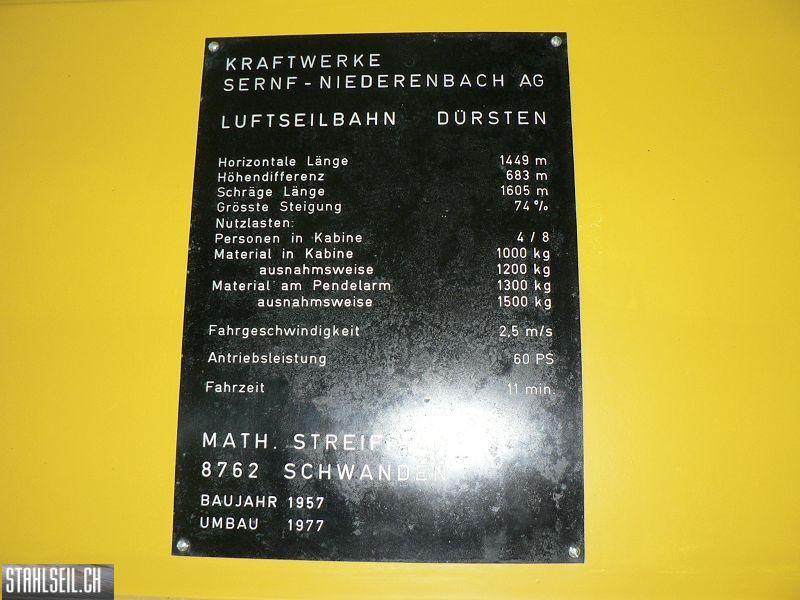 KRAFTWERKE
SERNF-NIEDERENBACH AG
LUFTSEILBAHN DÜRSTEN
Horizontale Länge 1449 m
Höhendifferenz 683 m
Schräge Länge 1605 m
Grösste Steigung 74 %
Nutzlasten:
Personen in Kabine 4 / 8
Material in Kabine 1000 kg
ausnahmsweise 1200 kg
Material am Pendelarm 1300 kg
ausnahmsweise 1500 kg
Fahrgeschwindigkeit 2,5 m/s
Antriebsleistung 60 PS
Fahrzeit 11 min.
MATH. STREIF
8762 SCHWANDEN
BAUJAHR 1957
UMBAU 1977
STAHLSEIL.CH